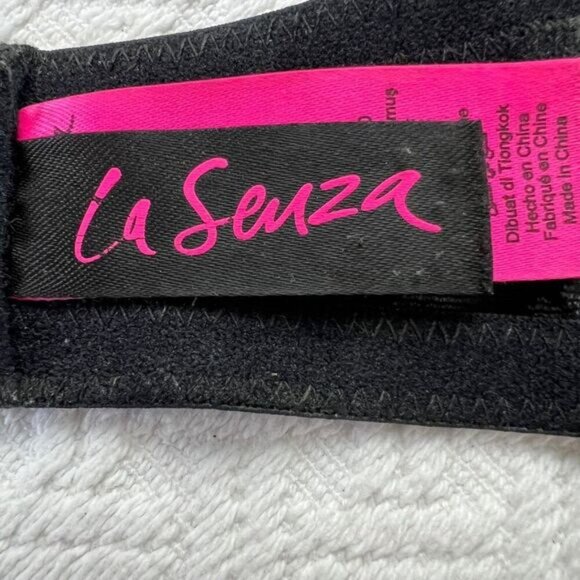 La Senza
Dibuat di Tiongkok
Hecho en China
Fabriqué en Chine
Made In China